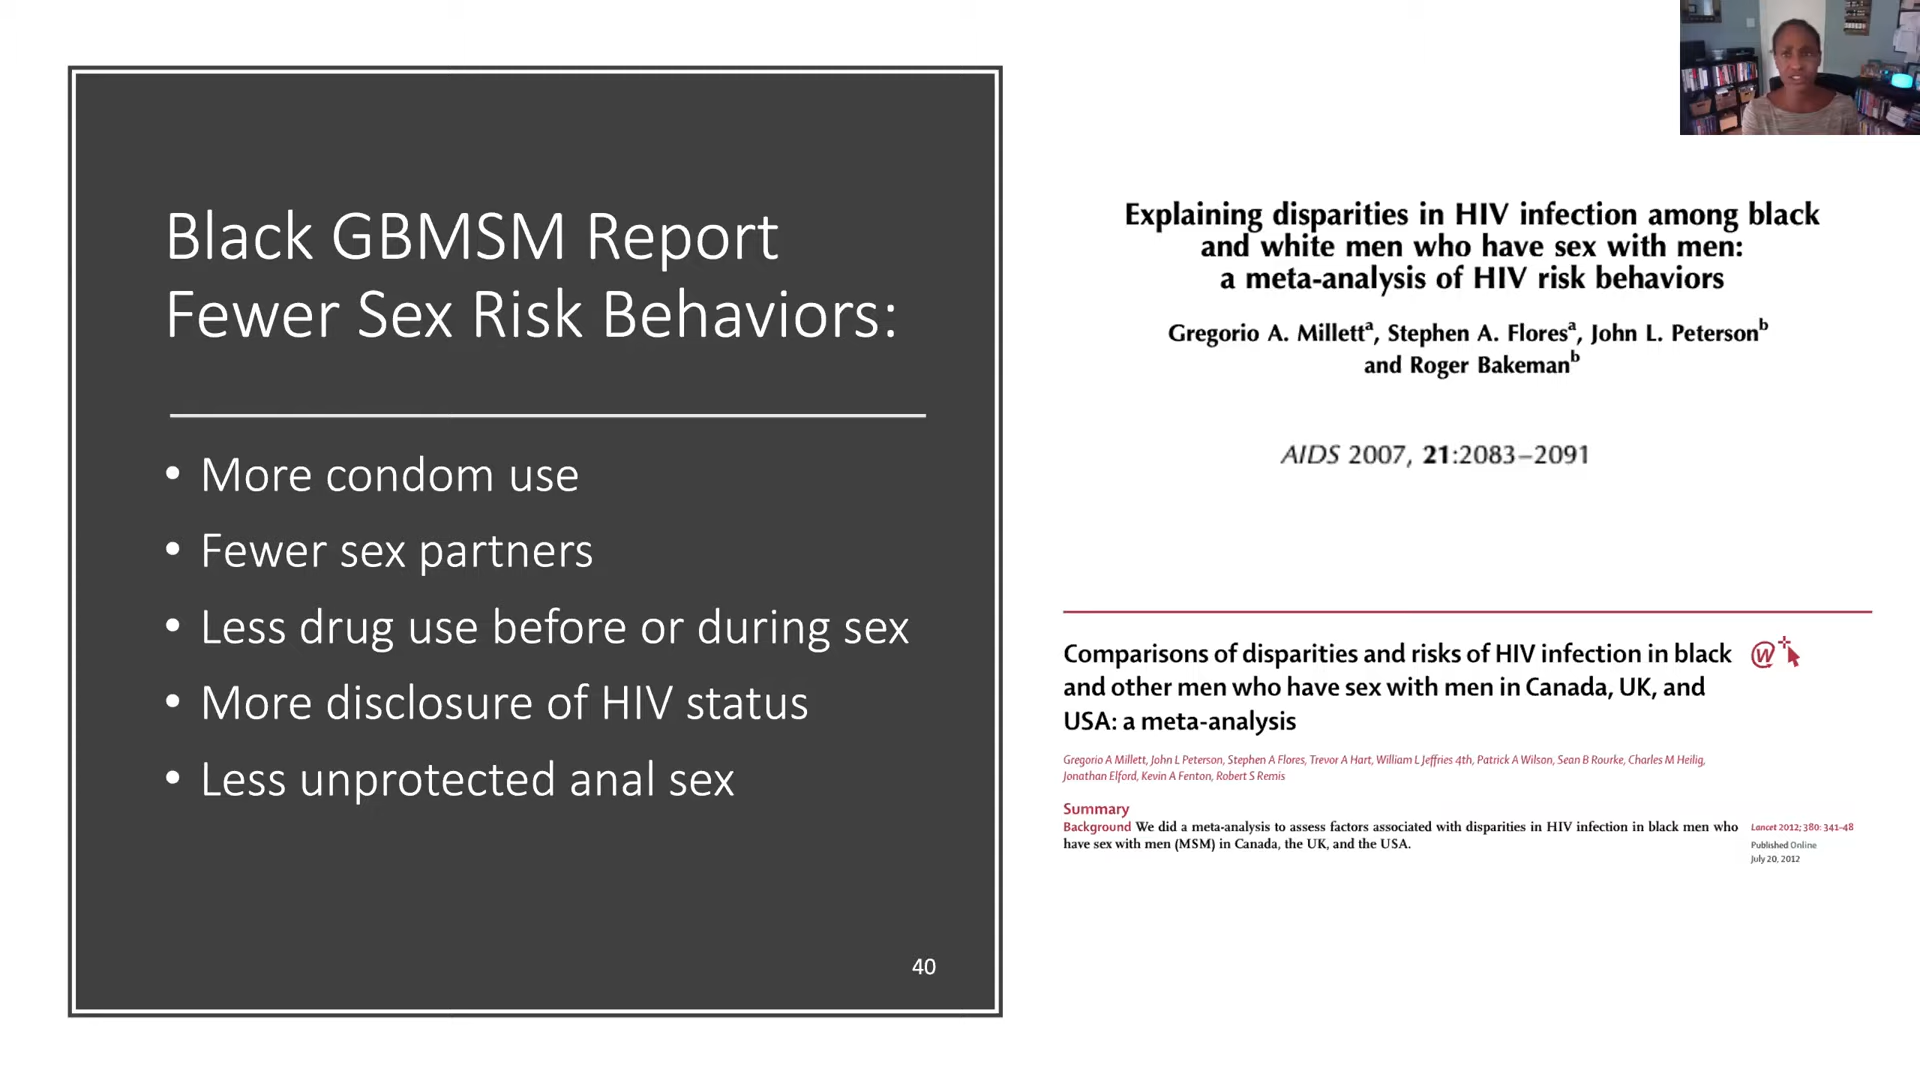 Black GBMSM Report
Fewer Sex Risk Behaviors:
• More condom use
• Fewer sex partners
• Less drug use before or during sex
• More disclosure of HIV status
• Less unprotected anal sex
40
Explaining disparities in HIV infection among black
and white men who have sex with men:
a meta-analysis of HIV risk behaviors
Gregorio A. Millettᵃ, Stephen A. Floresᵃ, John L. Petersonᵇ
and Roger Bakemanᵇ
AIDS 2007, 21:2083–2091
Comparisons of disparities and risks of HIV infection in black
and other men who have sex with men in Canada, UK, and
USA: a meta-analysis
Gregorio A Millett, John L Peterson, Stephen A Flores, Trevor A Hart, William L Jeffries 4th, Patrick A Wilson, Sean B Rourke, Charles M Heilig,
Jonathan Elford, Kevin A Fenton, Robert S Remis
Summary
Background We did a meta-analysis to assess factors associated with disparities in HIV infection in black men who
have sex with men (MSM) in Canada, the UK, and the USA.
W
Lancet 2012; 380: 341–48
Published Online
July 20, 2012